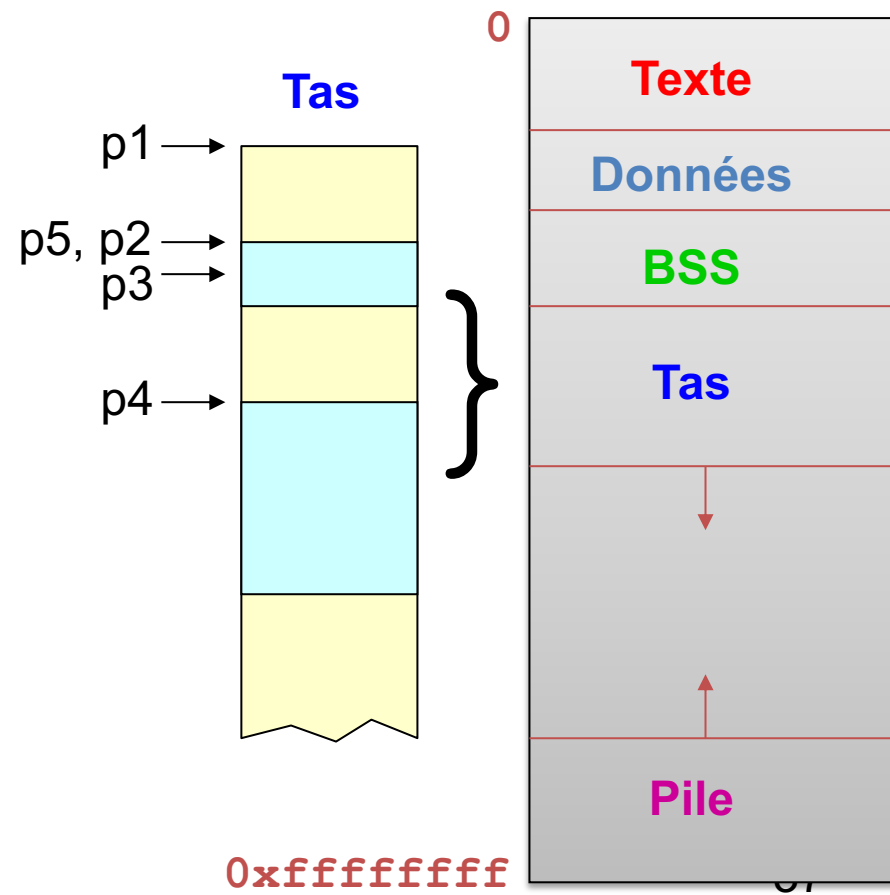 0
Tas
Texte
p1
Données
p5, p2
p3
BSS
Tas
p4
Pile
0xffffffff